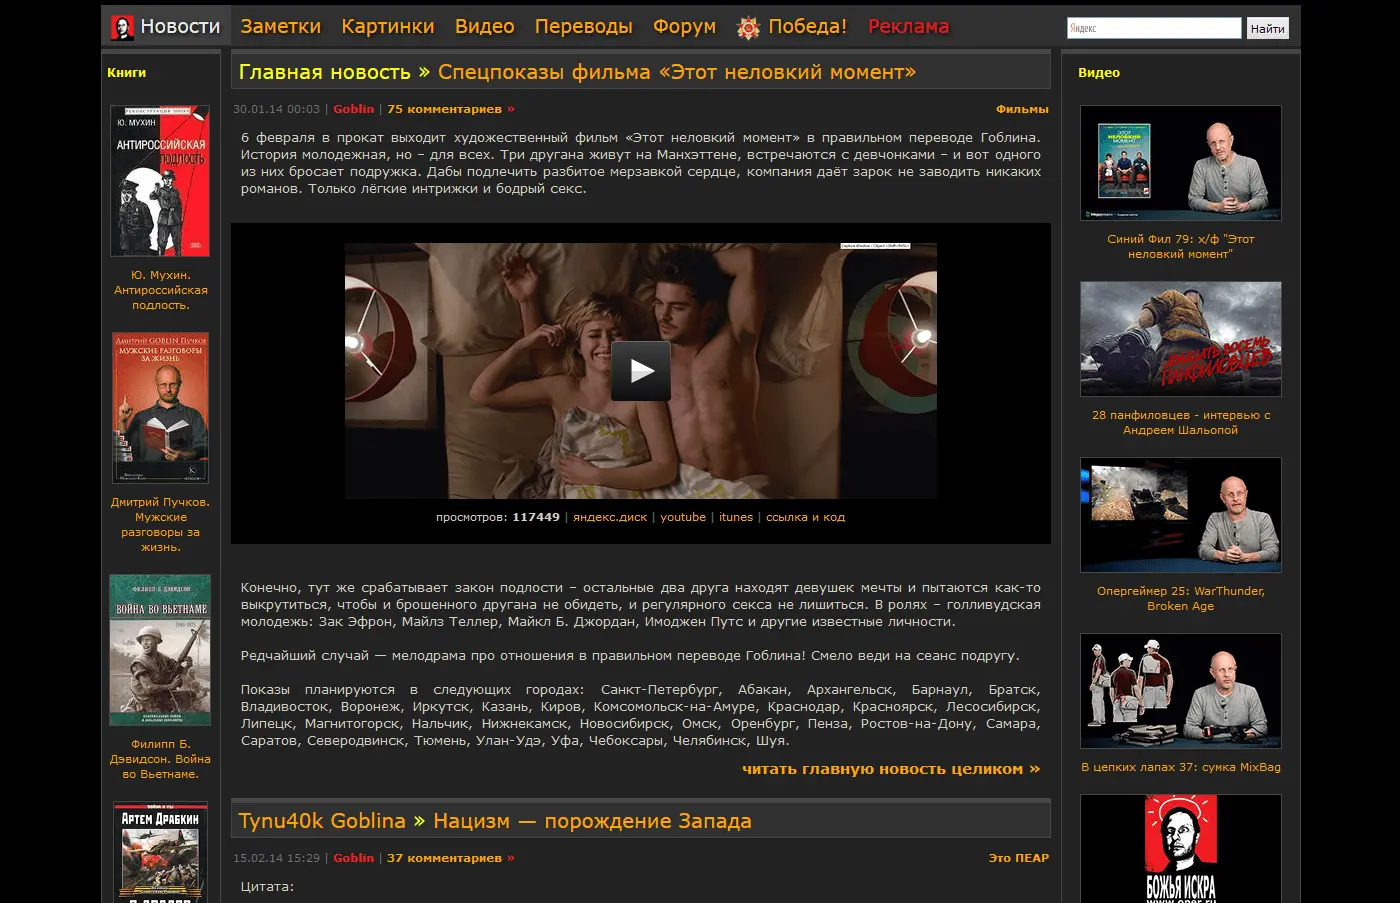 Новости Заметки Картинки Видео Переводы Форум Победа! Реклама
Яндекс Найти
Книги
РЕКОНСТРУКЦИЯ
Ю. МУХИН
АНТИРОССИЙСКАЯ
ПОДЛОСТЬ
Ю. Мухин.
Антироссийская
подлость.
Дмитрий GOBLIN Пучков
МУЖСКИЕ РАЗГОВОРЫ
ЗА ЖИЗНЬ
Дмитрий Пучков.
Мужские
разговоры за
жизнь.
ФИЛИПП Б. ДЭВИДСОН
ВОЙНА ВО ВЬЕТНАМЕ
Филипп Б.
Дэвидсон. Война
во Вьетнаме.
АРТЕМ ДРАБКИН
Главная новость » Спецпоказы фильма «Этот неловкий момент»
30.01.14 00:03 | Goblin | 75 комментариев »
Фильмы
6 февраля в прокат выходит художественный фильм «Этот неловкий момент» в правильном переводе Гоблина.
История молодежная, но – для всех. Три другана живут на Манхэттене, встречаются с девчонками – и вот одного
из них бросает подружка. Дабы подлечить разбитое мерзавкой сердце, компания даёт зарок не заводить никаких
романов. Только лёгкие интрижки и бодрый секс.
просмотров: 117449 | яндекс.диск | youtube | itunes | ссылка и код
Конечно, тут же срабатывает закон подлости – остальные два друга находят девушек мечты и пытаются как-то
выкрутиться, чтобы и брошенного другана не обидеть, и регулярного секса не лишиться. В ролях – голливудская
молодежь: Зак Эфрон, Майлз Теллер, Майкл Б. Джордан, Имоджен Путс и другие известные личности.
Редчайший случай — мелодрама про отношения в правильном переводе Гоблина! Смело веди на сеанс подругу.
Показы планируются в следующих городах: Санкт-Петербург, Абакан, Архангельск, Барнаул, Братск,
Владивосток, Воронеж, Иркутск, Казань, Киров, Комсомольск-на-Амуре, Краснодар, Красноярск, Лесосибирск,
Липецк, Магнитогорск, Нальчик, Нижнекамск, Новосибирск, Омск, Оренбург, Пенза, Ростов-на-Дону, Самара,
Саратов, Северодвинск, Тюмень, Улан-Удэ, Уфа, Чебоксары, Челябинск, Шуя.
читать главную новость целиком »
Tynu40k Goblina » Нацизм — порождение Запада
15.02.14 15:29 | Goblin | 37 комментариев »
Это ПЕАР
Цитата:
Видео
ЭТОТ
НЕЛОВКИЙ
МОМЕНТ
Синий Фил 79: х/ф "Этот
неловкий момент"
ДВАДЦАТЬ ВОСЕМЬ
ПАНФИЛОВЦЕВ
28 панфиловцев - интервью с
Андреем Шальопой
Опергеймер 25: WarThunder,
Broken Age
В цепких лапах 37: сумка MixBag
БОЖЬЯ ИСКРА
www.oper.ru